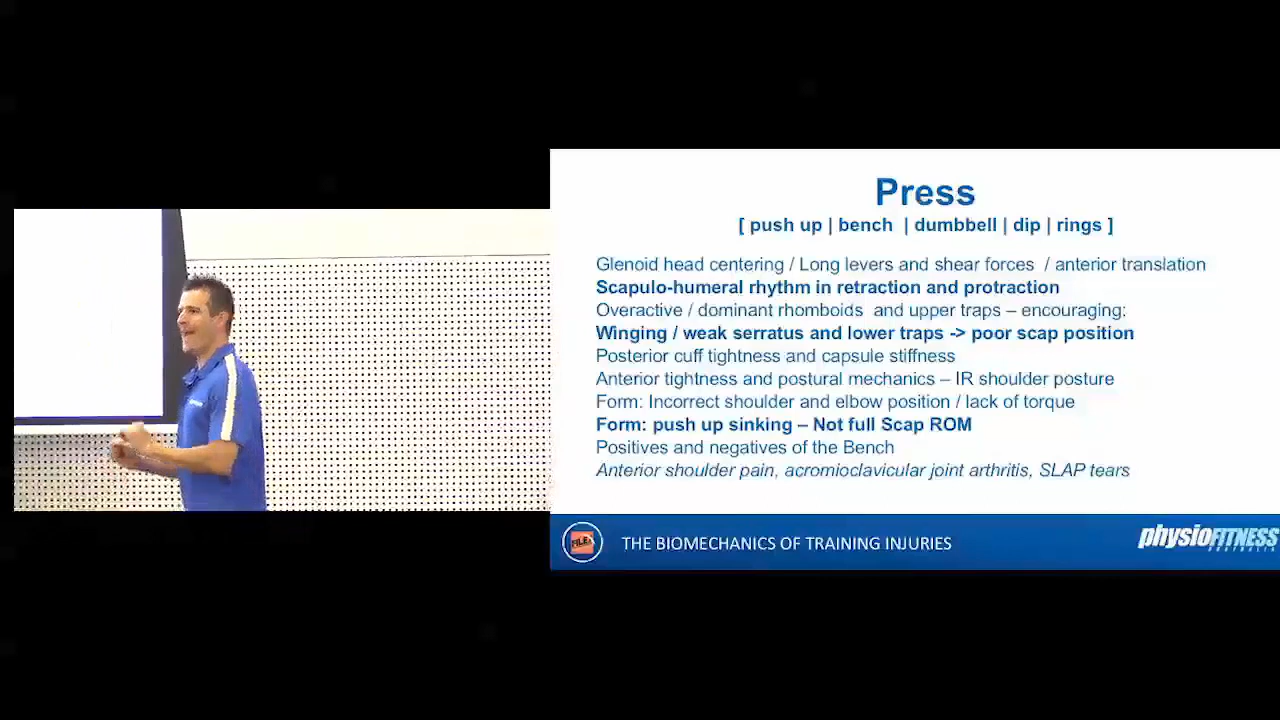 Press
[ push up | bench | dumbbell | dip | rings ]
Glenoid head centering / Long levers and shear forces / anterior translation
Scapulo-humeral rhythm in retraction and protraction
Overactive / dominant rhomboids and upper traps – encouraging:
Winging / weak serratus and lower traps -> poor scap position
Posterior cuff tightness and capsule stiffness
Anterior tightness and postural mechanics – IR shoulder posture
Form: Incorrect shoulder and elbow position / lack of torque
Form: push up sinking – Not full Scap ROM
Positives and negatives of the Bench
Anterior shoulder pain, acromioclavicular joint arthritis, SLAP tears
FILEX
THE BIOMECHANICS OF TRAINING INJURIES
physioFITNESS
AUSTRALIA